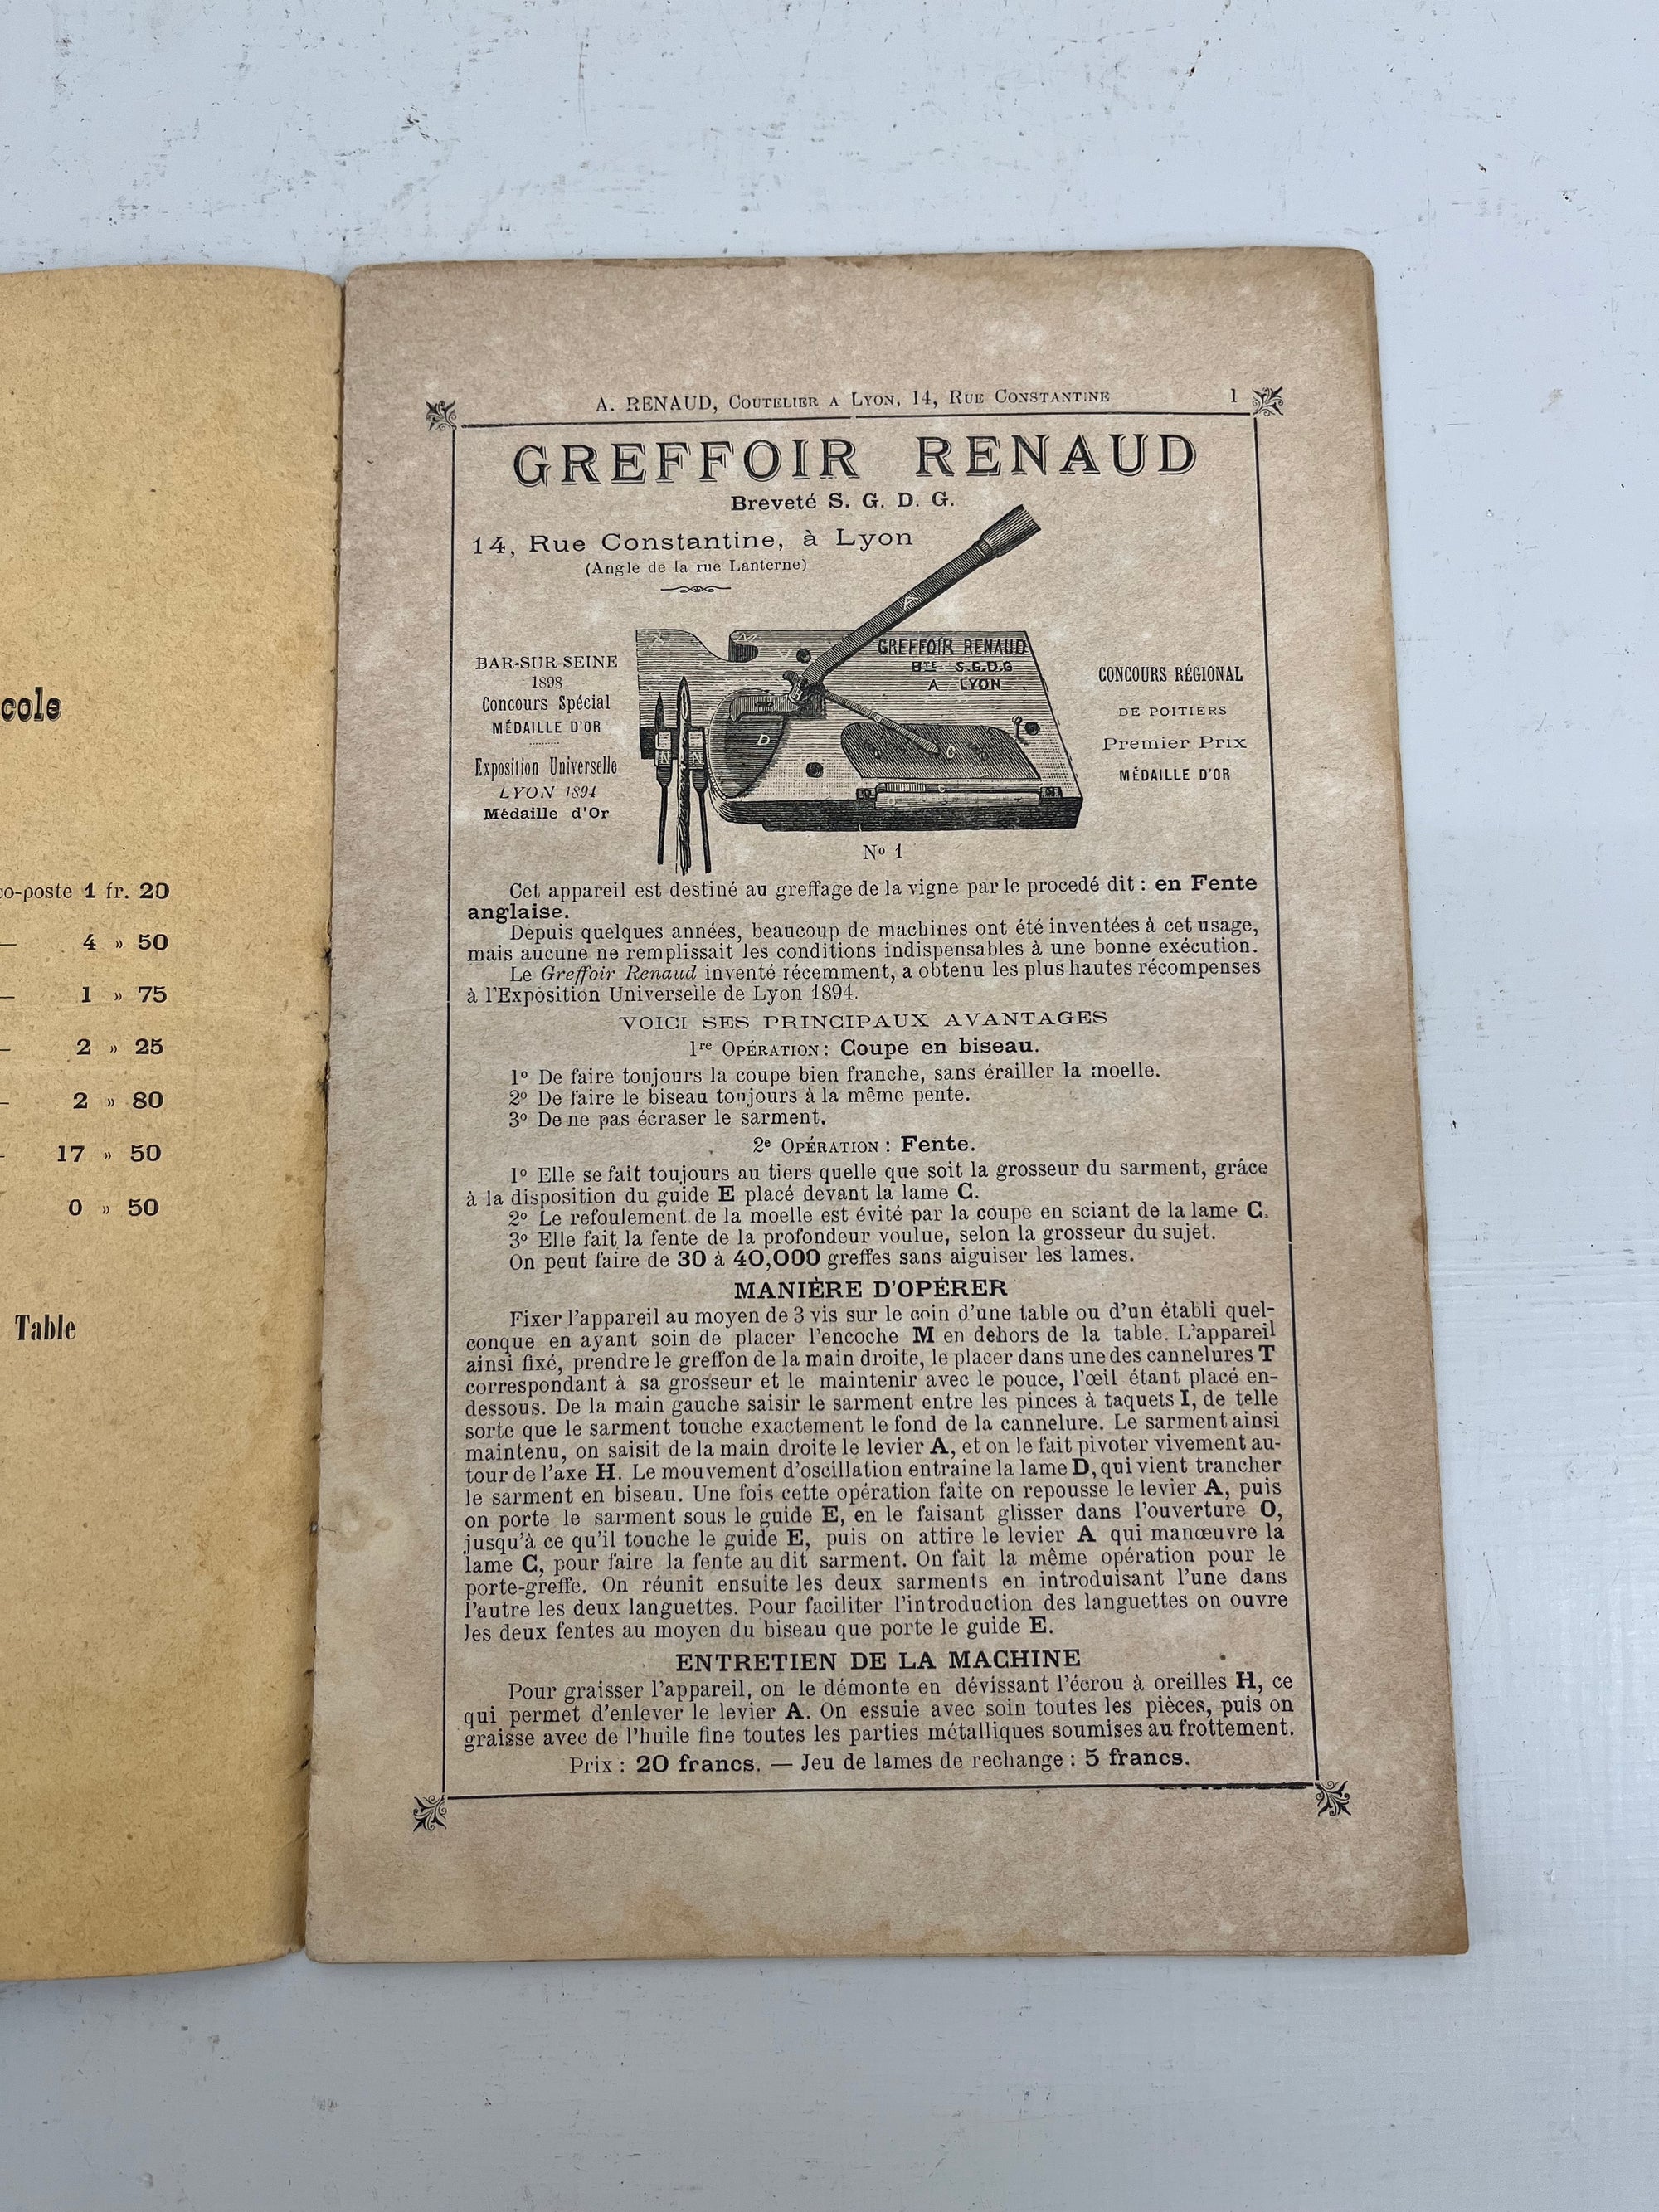 cole
co-poste 1 fr. 20
— 4 » 50
— 1 » 75
— 2 » 25
— 2 » 80
— 17 » 50
0 » 50
Table
A. RENAUD, COUTELIER A LYON, 14, RUE CONSTANTINE 1
GREFFOIR RENAUD
Breveté S. G. D. G.
14, Rue Constantine, à Lyon
(Angle de la rue Lanterne)
BAR-SUR-SEINE
1898
Concours Spécial
MÉDAILLE D'OR
Exposition Universelle
LYON 1894
Médaille d'Or
A
M
GREFFOIR RENAUD
BTE S.G.D.G
A LYON
D
C
CONCOURS RÉGIONAL
DE POITIERS
Premier Prix
MÉDAILLE D'OR
No 1
Cet appareil est destiné au greffage de la vigne par le procedé dit : en Fente
anglaise.
Depuis quelques années, beaucoup de machines ont été inventées à cet usage,
mais aucune ne remplissait les conditions indispensables à une bonne exécution.
Le Greffoir Renaud inventé récemment, a obtenu les plus hautes récompenses
à l'Exposition Universelle de Lyon 1894.
VOICI SES PRINCIPAUX AVANTAGES
1re OPÉRATION : Coupe en biseau.
1o De faire toujours la coupe bien franche, sans érailler la moelle.
2o De faire le biseau toujours à la même pente.
3o De ne pas écraser le sarment.
2e OPÉRATION : Fente.
1o Elle se fait toujours au tiers quelle que soit la grosseur du sarment, grâce
à la disposition du guide E placé devant la lame C.
2o Le refoulement de la moelle est évité par la coupe en sciant de la lame C.
3o Elle fait la fente de la profondeur voulue, selon la grosseur du sujet.
On peut faire de 30 à 40,000 greffes sans aiguiser les lames.
MANIÈRE D'OPÉRER
Fixer l'appareil au moyen de 3 vis sur le coin d'une table ou d'un établi quel-
conque en ayant soin de placer l'encoche M en dehors de la table. L'appareil
ainsi fixé, prendre le greffon de la main droite, le placer dans une des cannelures T
correspondant à sa grosseur et le maintenir avec le pouce, l'œil étant placé en-
dessous. De la main gauche saisir le sarment entre les pinces à taquets I, de telle
sorte que le sarment touche exactement le fond de la cannelure. Le sarment ainsi
maintenu, on saisit de la main droite le levier A, et on le fait pivoter vivement au-
tour de l'axe H. Le mouvement d'oscillation entraine la lame D, qui vient trancher
le sarment en biseau. Une fois cette opération faite on repousse le levier A, puis
on porte le sarment sous le guide E, en le faisant glisser dans l'ouverture O,
jusqu'à ce qu'il touche le guide E, puis on attire le levier A qui manœuvre la
lame C, pour faire la fente au dit sarment. On fait la même opération pour le
porte-greffe. On réunit ensuite les deux sarments en introduisant l'une dans
l'autre les deux languettes. Pour faciliter l'introduction des languettes on ouvre
les deux fentes au moyen du biseau que porte le guide E.
ENTRETIEN DE LA MACHINE
Pour graisser l'appareil, on le démonte en dévissant l'écrou à oreilles H, ce
qui permet d'enlever le levier A. On essuie avec soin toutes les pièces, puis on
graisse avec de l'huile fine toutes les parties métalliques soumises au frottement.
Prix : 20 francs. — Jeu de lames de rechange : 5 francs.